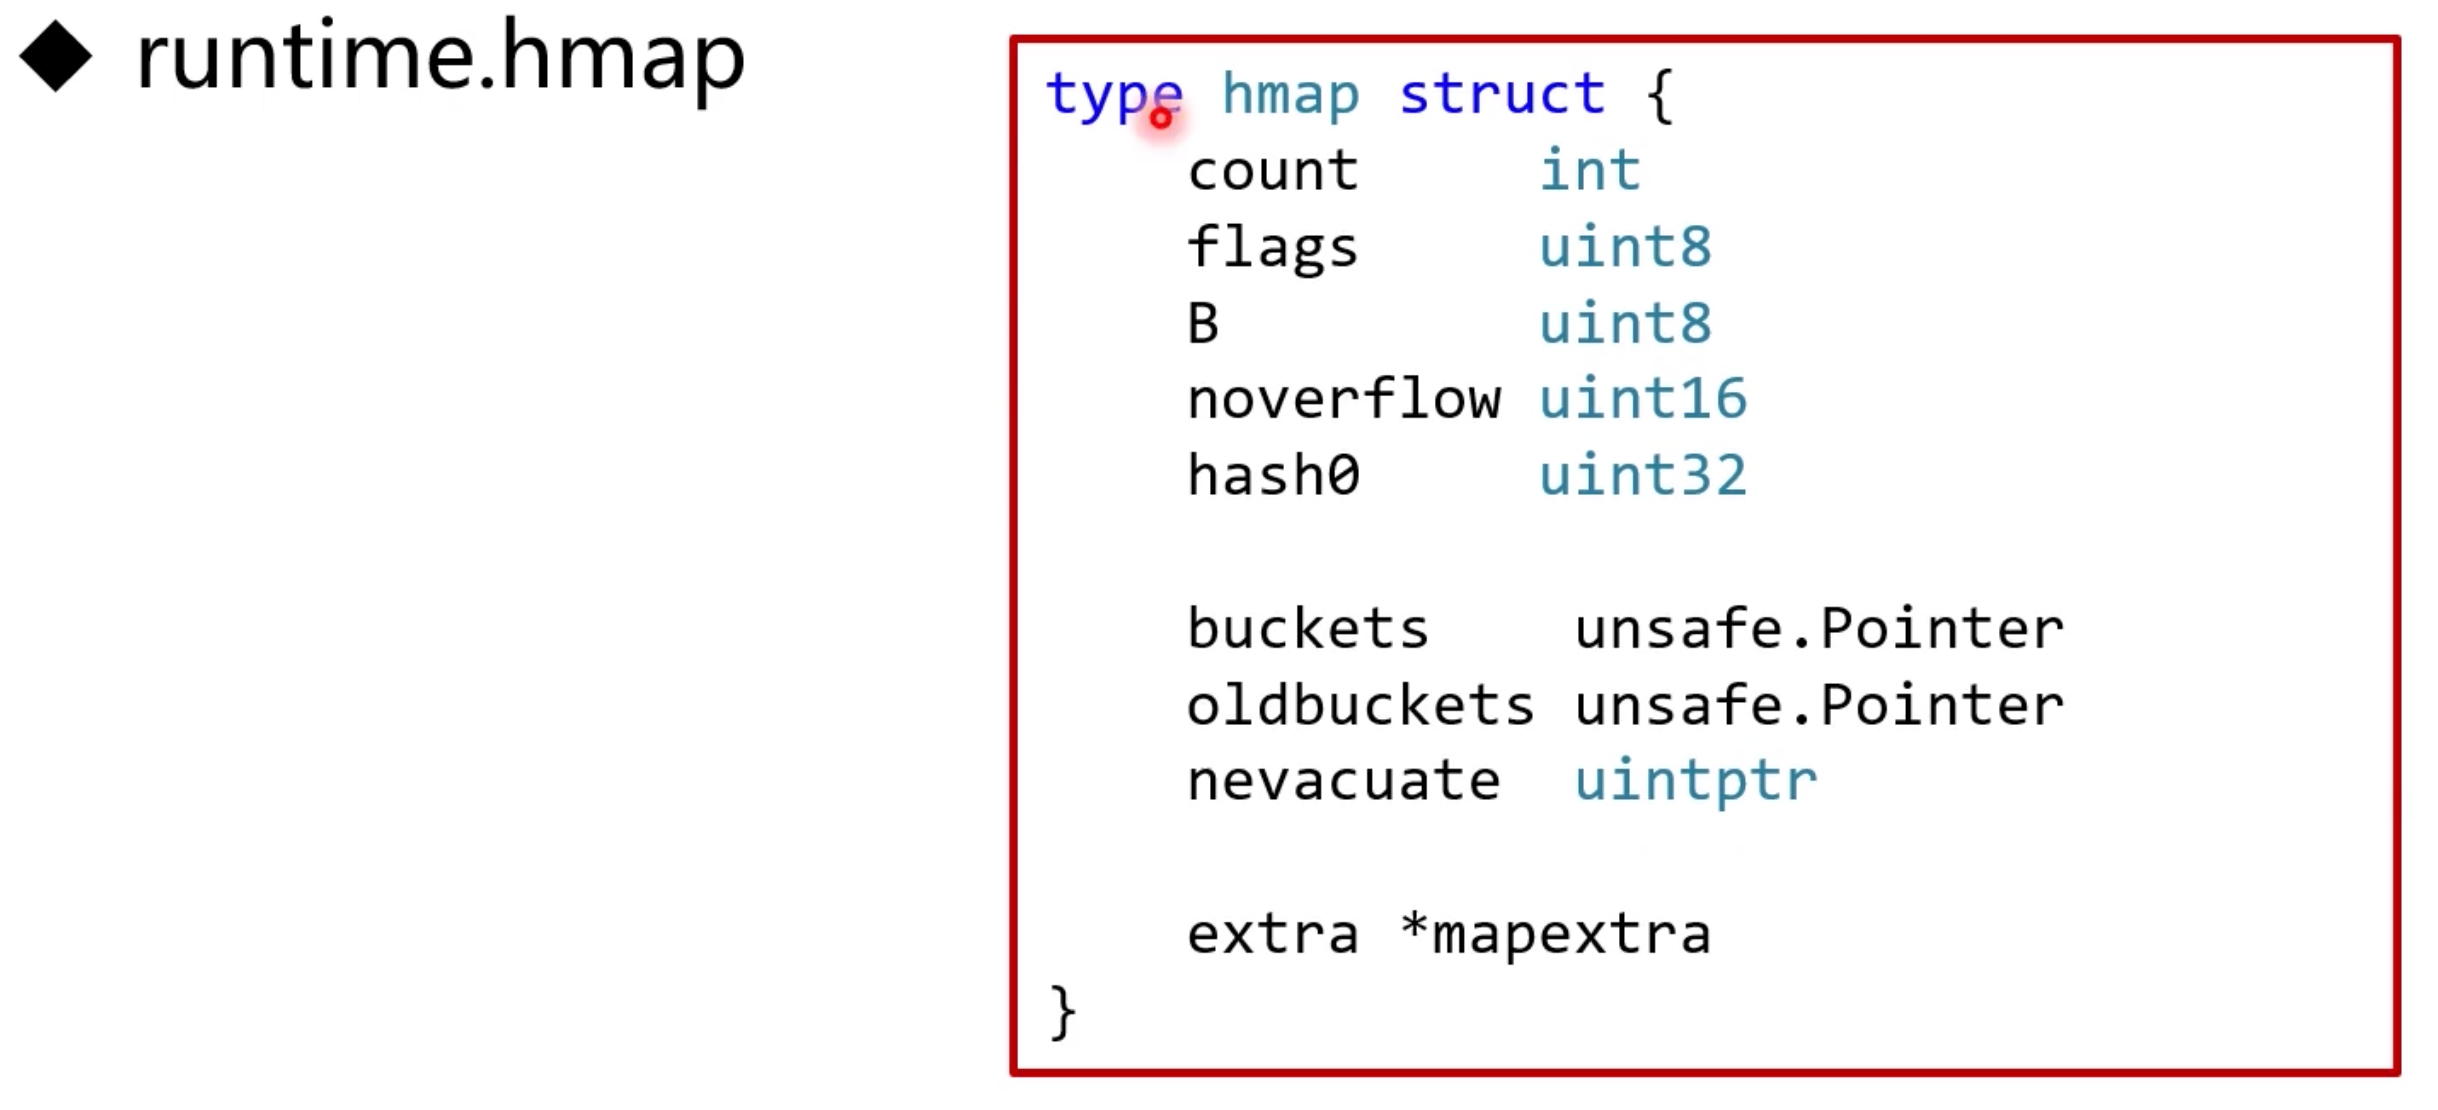 ◆ runtime.hmap
type hmap struct {
    count     int
    flags     uint8
    B         uint8
    noverflow uint16
    hash0     uint32

    buckets    unsafe.Pointer
    oldbuckets unsafe.Pointer
    nevacuate  uintptr

    extra *mapextra
}